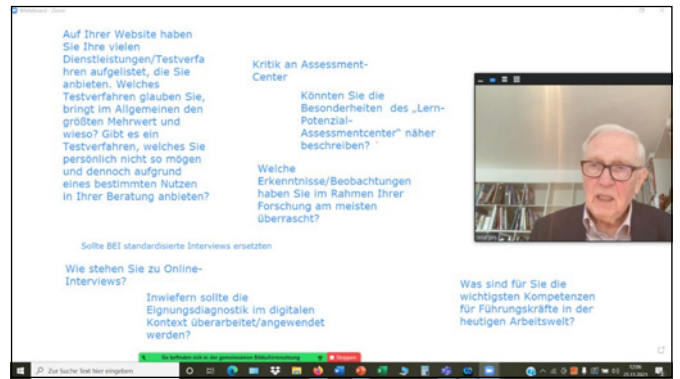 Whiteboard - Zoom
Auf Ihrer Website haben
Sie Ihre vielen
Dienstleistungen/Testverfa
hren aufgelistet, die Sie
anbieten. Welches
Testverfahren glauben Sie,
bringt im Allgemeinen den
größten Mehrwert und
wieso? Gibt es ein
Testverfahren, welches Sie
persönlich nicht so mögen
und dennoch aufgrund
eines bestimmten Nutzen
in Ihrer Beratung anbieten?
Kritik an Assessment-
Center
Könnten Sie die
Besonderheiten des „Lern-
Potenzial-
Assessmentcenter" näher
beschreiben?
Welche
Erkenntnisse/Beobachtungen
haben Sie im Rahmen Ihrer
Forschung am meisten
überrascht?
Sollte BEI standardisierte Interviews ersetzten
Wie stehen Sie zu Online-
Interviews?
Inwiefern sollte die
Eignungsdiagnostik im digitalen
Kontext überarbeitet/angewendet
werden?
Was sind für Sie die
wichtigsten Kompetenzen
für Führungskräfte in der
heutigen Arbeitswelt?
Sie befinden sich in der gemeinsamen Bildschirmnutzung
Stoppen
Zur Suche Text hier eingeben
12:06
25.11.2021